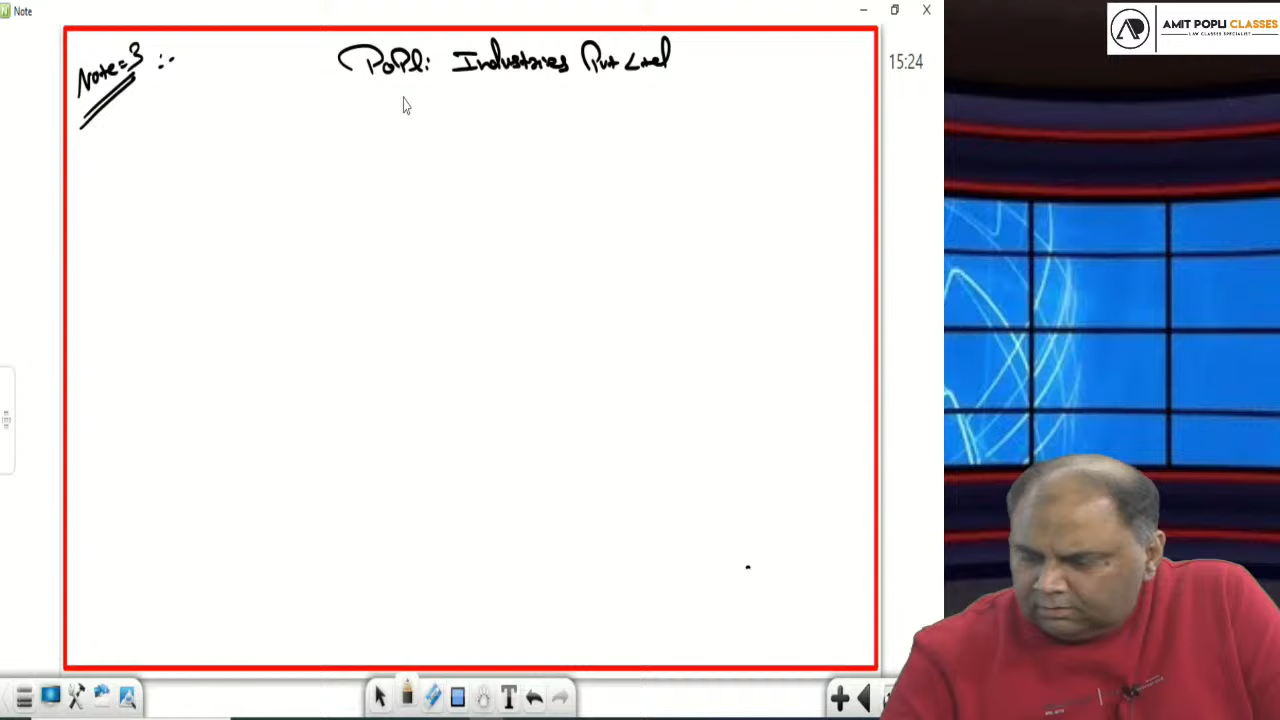 Note
AMIT POPLI CLASSES
LAW CLASSES SPECIALIST
Note=3 :- Popli Industries Pvt Ltd
15:24